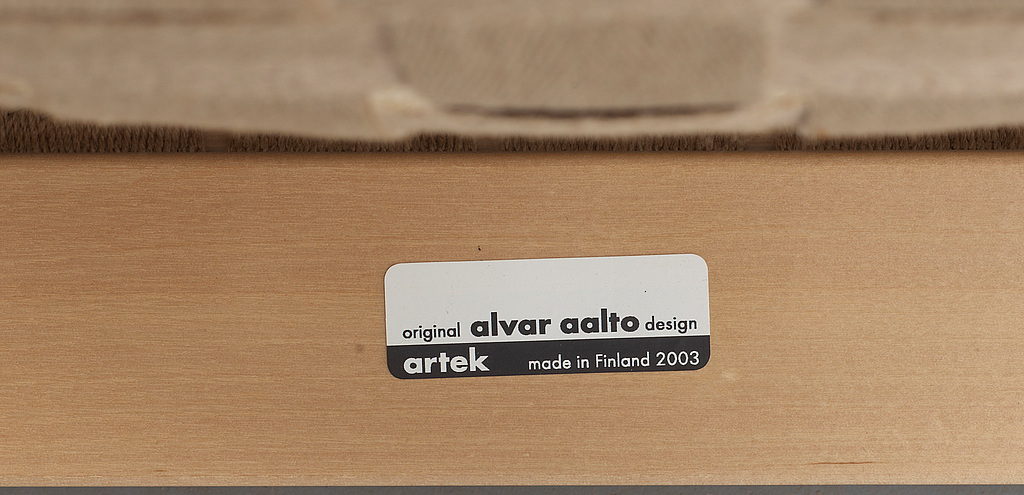 original alvar aalto design
artek made in Finland 2003